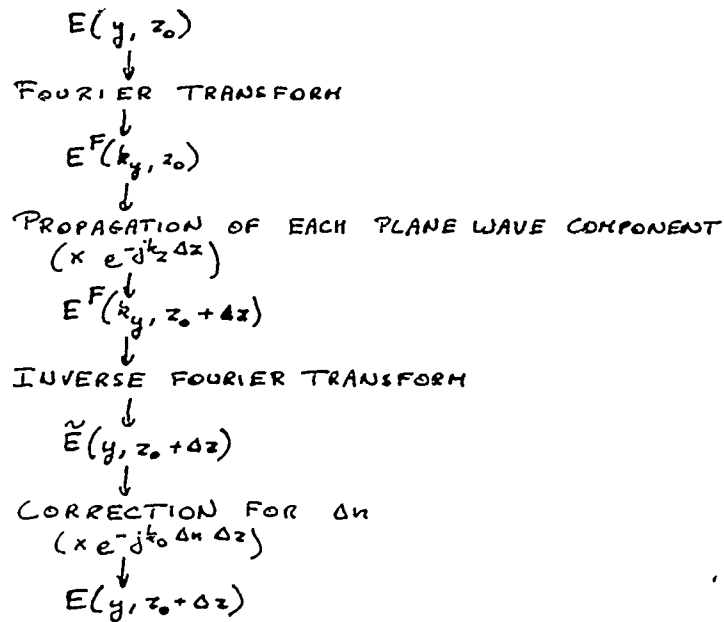 E(y, z₀)
↓
FOURIER TRANSFORM
↓
E^F(k_y, z₀)
↓
PROPAGATION OF EACH PLANE WAVE COMPONENT
(× e^{-jk_z Δz})
↓
E^F(k_y, z₀ + Δz)
↓
INVERSE FOURIER TRANSFORM
↓
Ẽ(y, z₀ + Δz)
↓
CORRECTION FOR Δn
(× e^{-jk₀ Δn Δz})
↓
E(y, z₀ + Δz)